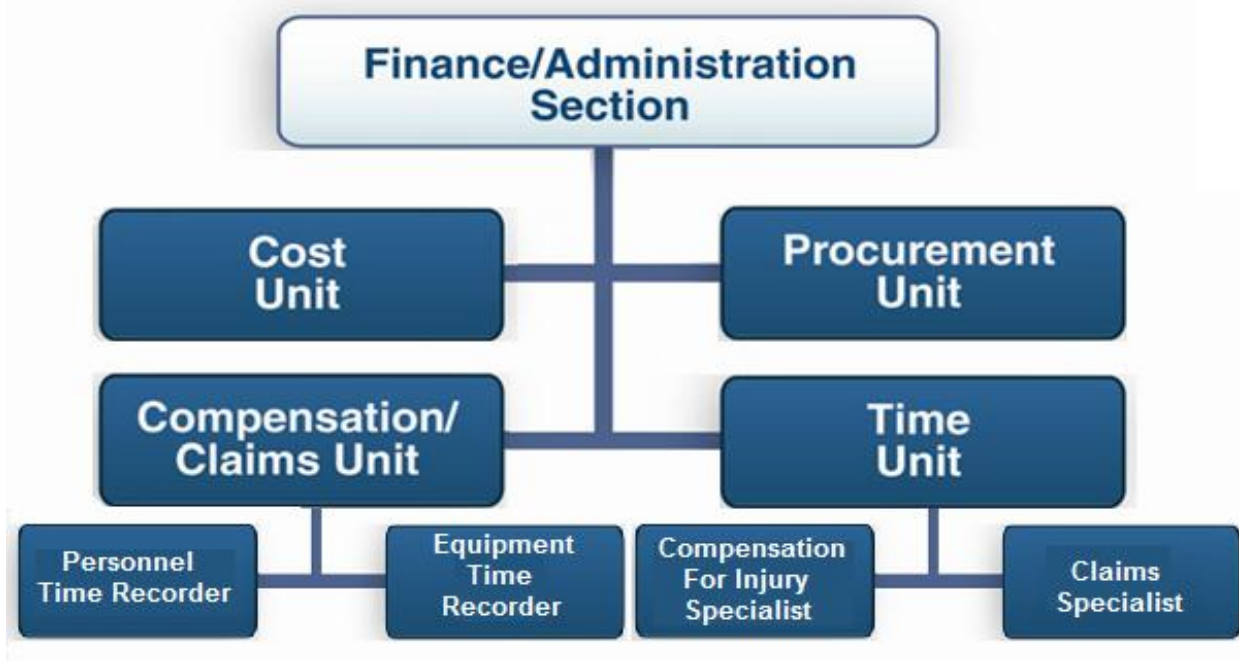 Finance/Administration
Section
Cost
Unit
Procurement
Unit
Compensation/
Claims Unit
Time
Unit
Personnel
Time Recorder
Equipment
Time
Recorder
Compensation
For Injury
Specialist
Claims
Specialist